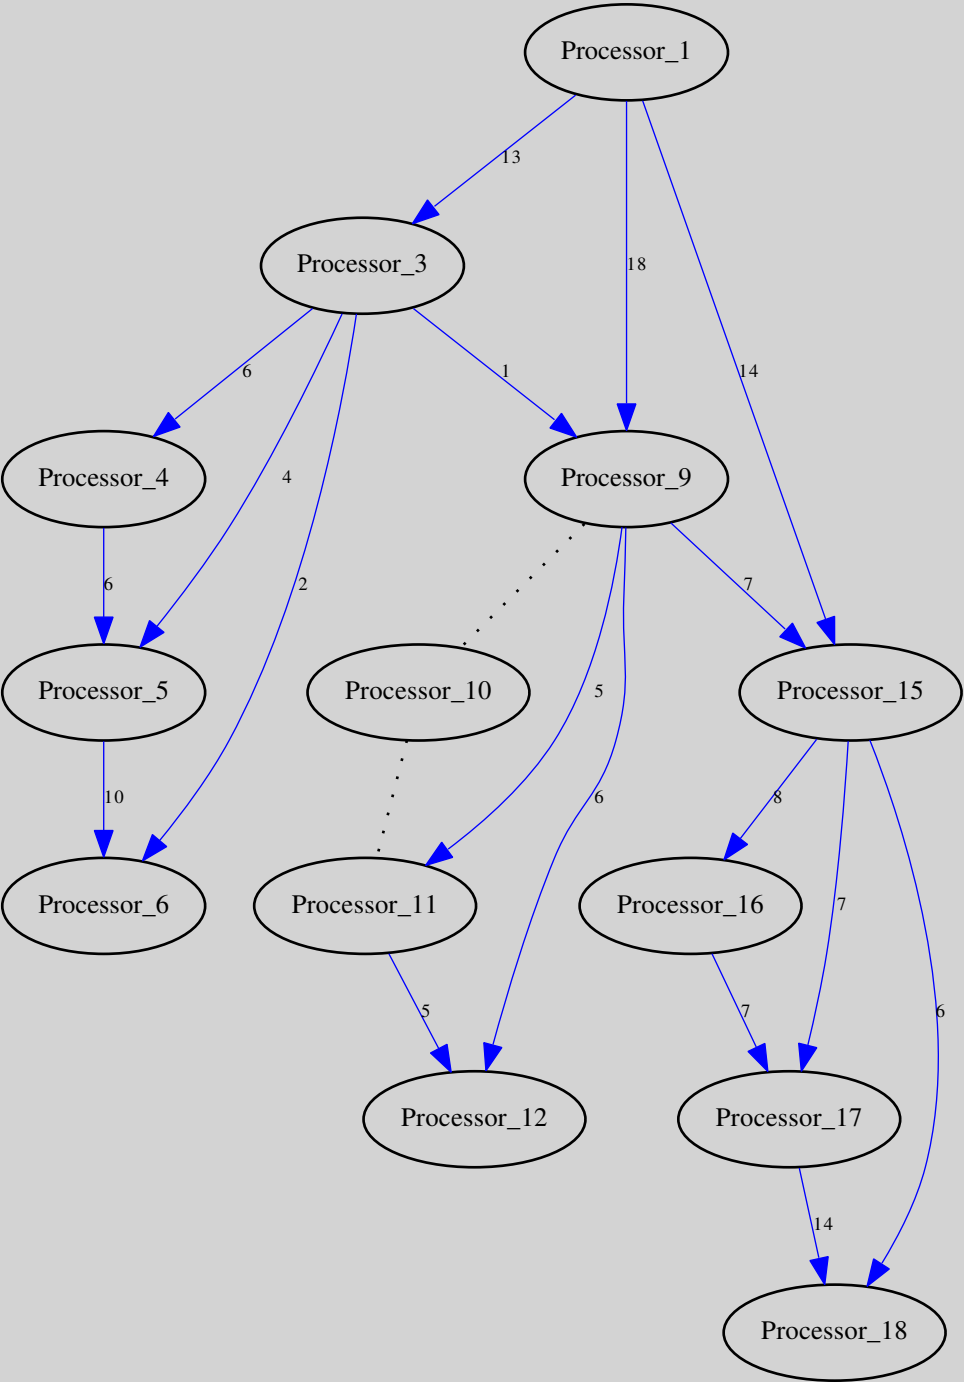 Processor_1
13
Processor_3
18
6
1
14
Processor_4
4
Processor_9
6
2
7
Processor_5
Processor_10
5
Processor_15
10
6
8
Processor_6
Processor_11
Processor_16
7
5
7
6
Processor_12
Processor_17
14
Processor_18